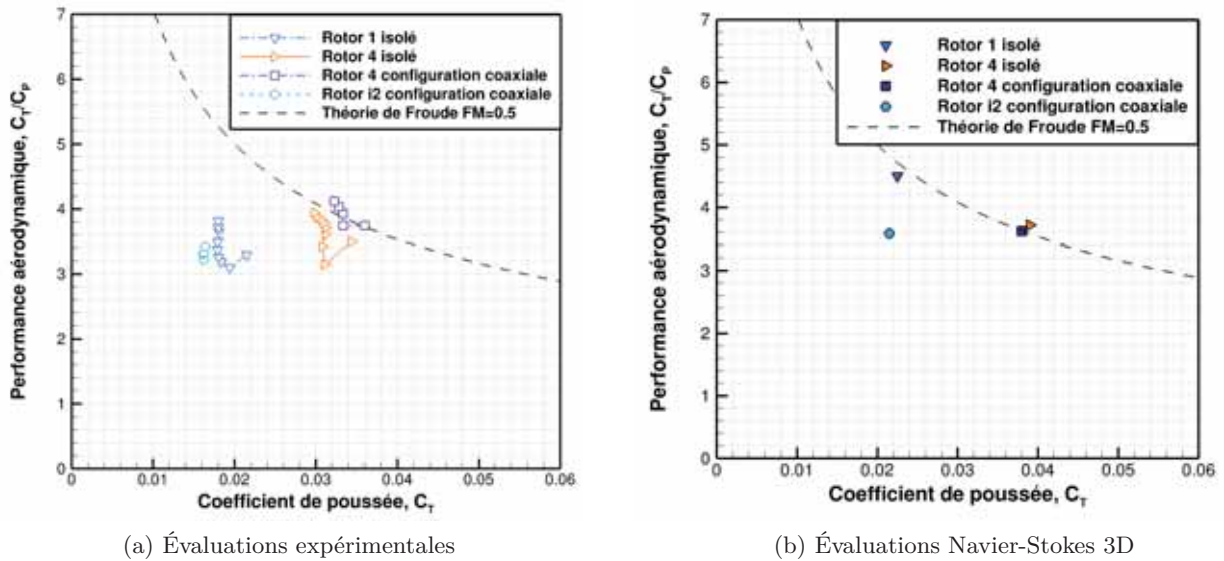 7
6
5
4
3
2
1
0
0
0.01
0.02
0.03
0.04
0.05
0.06
Performance aérodynamique, C_T/C_P
Coefficient de poussée, C_T
Rotor 1 isolé
Rotor 4 isolé
Rotor 4 configuration coaxiale
Rotor i2 configuration coaxiale
Théorie de Froude FM=0.5
(a) Évaluations expérimentales
7
6
5
4
3
2
1
0
0
0.01
0.02
0.03
0.04
0.05
0.06
Performance aérodynamique, C_T/C_P
Coefficient de poussée, C_T
Rotor 1 isolé
Rotor 4 isolé
Rotor 4 configuration coaxiale
Rotor i2 configuration coaxiale
Théorie de Froude FM=0.5
(b) Évaluations Navier-Stokes 3D